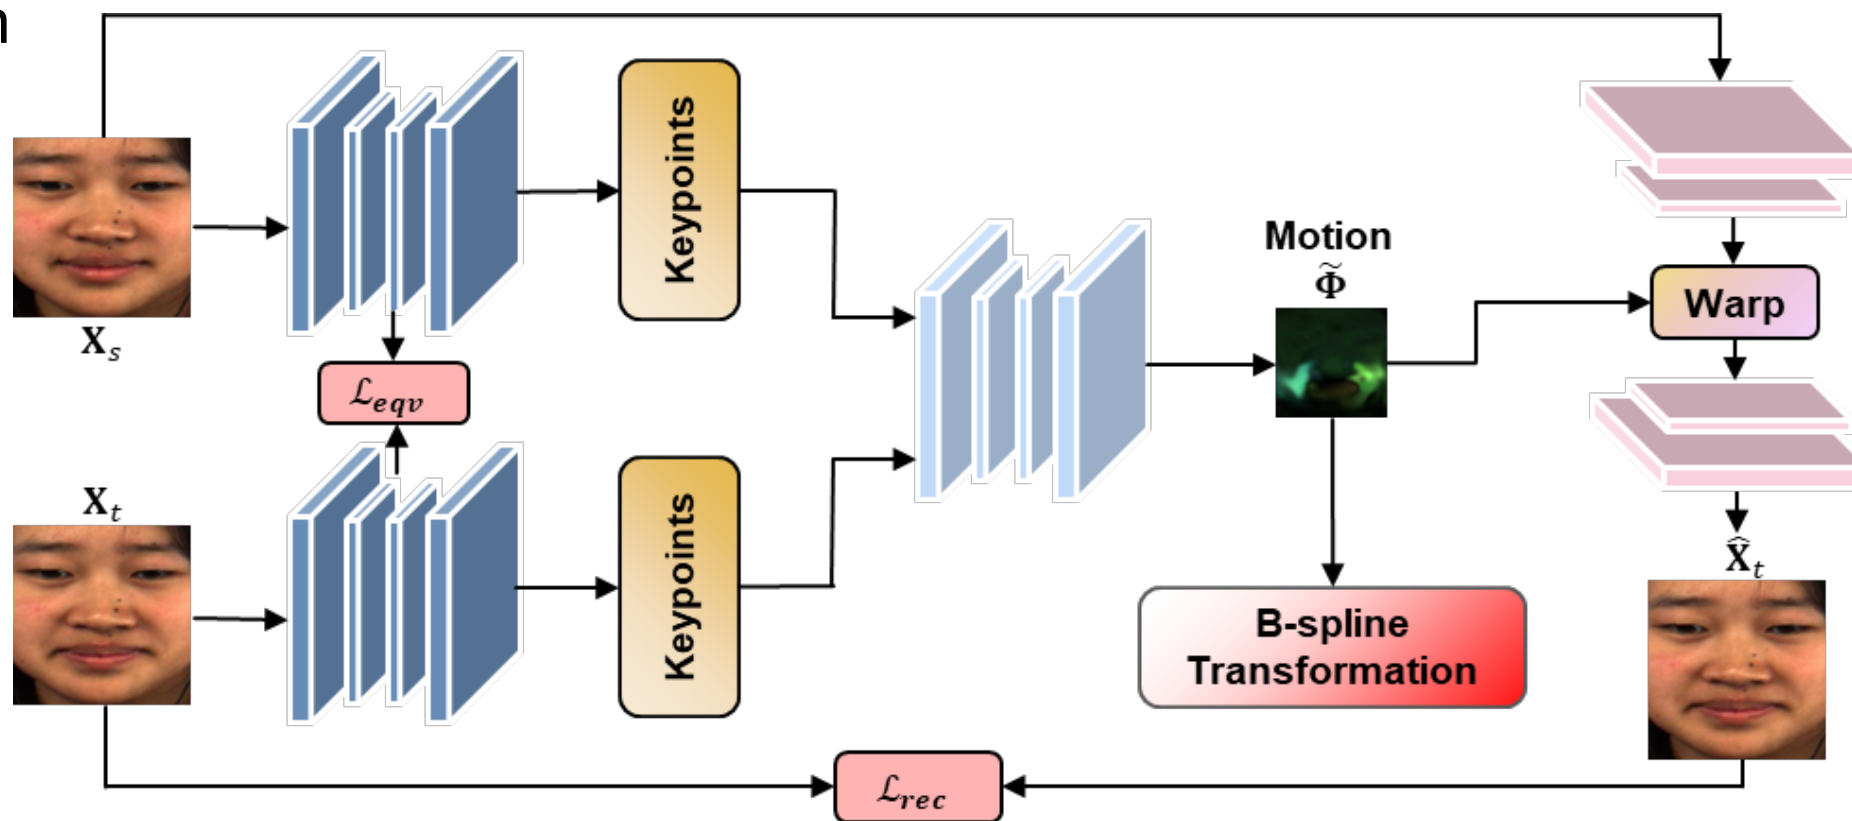 n
Keypoints
X_s
L_eqv
Motion
Φ̃
Warp
X_t
Keypoints
X̂_t
B-spline
Transformation
L_rec